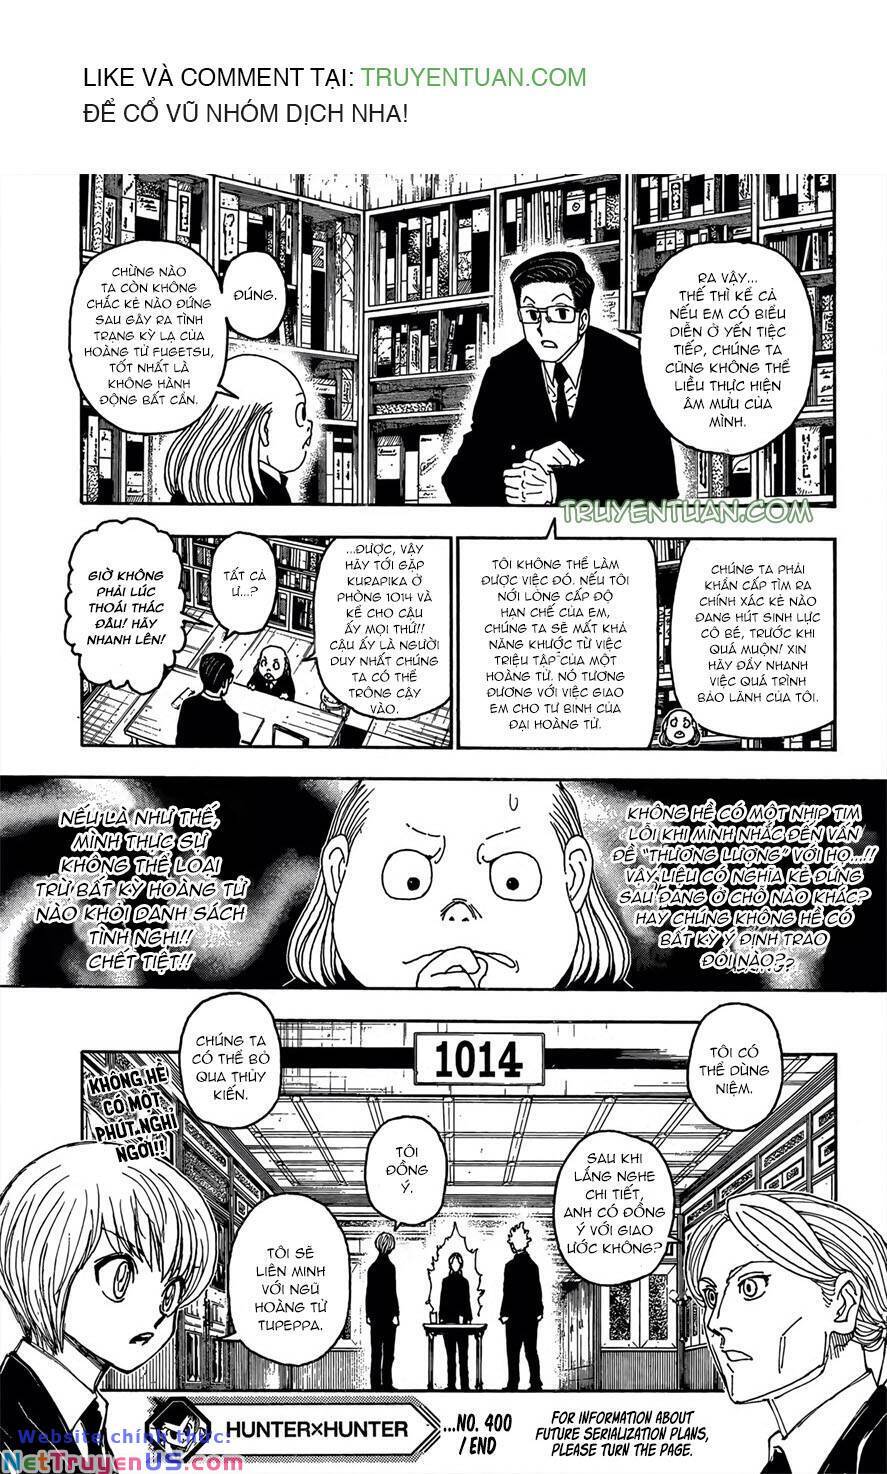 LIKE VÀ COMMENT TẠI: TRUYENTUAN.COM
ĐỂ CỔ VŨ NHÓM DỊCH NHA!
RA VẬY...
THẾ THÌ KỂ CẢ
NẾU EM CÓ BIỂU
DIỄN Ở YẾN TIỆC
TIẾP, CHÚNG TA
CŨNG KHÔNG THỂ
LIỀU THỰC HIỆN
ÂM MƯU CỦA
MÌNH.
ĐÚNG.
CHỪNG NÀO
TA CÒN KHÔNG
CHẮC KẺ NÀO ĐỨNG
SAU GÂY RA TÌNH
TRẠNG KỲ LẠ CỦA
HOÀNG TỬ FUGETSU,
TỐT NHẤT LÀ
KHÔNG HÀNH
ĐỘNG BẤT CẨN.
TRUYENTUAN.COM
CHÚNG TA PHẢI
KHẨN CẤP TÌM RA
CHÍNH XÁC KẺ NÀO
ĐANG HÚT SINH LỰC
CÔ BÉ, TRƯỚC KHI
QUÁ MUỘN! XIN
HÃY ĐẨY NHANH
VIỆC QUÁ TRÌNH
BẢO LÃNH CỦA TÔI.
TÔI KHÔNG THỂ LÀM
ĐƯỢC VIỆC ĐÓ. NẾU TÔI
NỚI LỎNG CẤP ĐỘ
HẠN CHẾ CỦA EM,
CHÚNG TA SẼ MẤT KHẢ
NĂNG KHƯỚC TỪ VIỆC
TRIỆU TẬP CỦA MỘT
HOÀNG TỬ. NÓ TƯƠNG
ĐƯƠNG VỚI VIỆC GIAO
EM CHO TƯ BINH CỦA
ĐẠI HOÀNG TỬ.
...ĐƯỢC, VẬY
HÃY TỚI GẶP
KURAPIKA Ở
PHÒNG 1014 VÀ
KỂ CHO CẬU
ẤY MỌI THỨ!!
CẬU ẤY LÀ NGƯỜI
DUY NHẤT CHÚNG
TA CÓ THỂ
TRÔNG CẬY
VÀO.
TẤT CẢ
Ư...?
GIỜ KHÔNG
PHẢI LÚC
THOÁI THÁC
ĐÂU! HÃY
NHANH LÊN!
KHÔNG HỀ CÓ MỘT NHỊP TIM
LỖI KHI MÌNH NHẮC ĐẾN VẤN
ĐỀ "THƯƠNG LƯỢNG" VỚI HỌ...!!
VẬY LIỆU CÓ NGHĨA KẺ ĐỨNG
SAU ĐANG Ở CHỖ NÀO KHÁC?
HAY CHÚNG KHÔNG HỀ CÓ
BẤT KỲ Ý ĐỊNH TRAO
ĐỔI NÀO??
NẾU LÀ NHƯ THẾ,
MÌNH THỰC SỰ
KHÔNG THỂ LOẠI
TRỪ BẤT KỲ HOÀNG TỬ
NÀO KHỎI DANH SÁCH
TÌNH NGHI!!
CHẾT TIỆT!!
1014
TÔI CÓ
THỂ DÙNG
NIỆM.
CHÚNG TA
CÓ THỂ BỎ
QUA THỦY
KIẾN.
KHÔNG HỀ
CÓ MỘT
PHÚT NGHỈ
NGƠI!!
SAU KHI
LẮNG NGHE
CHI TIẾT,
ANH CÓ ĐỒNG
Ý VỚI GIAO
ƯỚC KHÔNG?
TÔI
ĐỒNG
Ý.
TÔI SẼ
LIÊN MINH
VỚI NGŨ
HOÀNG TỬ
TUPEPPA.
HUNTER×HUNTER
...NO. 400
/ END
FOR INFORMATION ABOUT
FUTURE SERIALIZATION PLANS,
PLEASE TURN THE PAGE.
Website chính thức:
NetTruyenUS.com